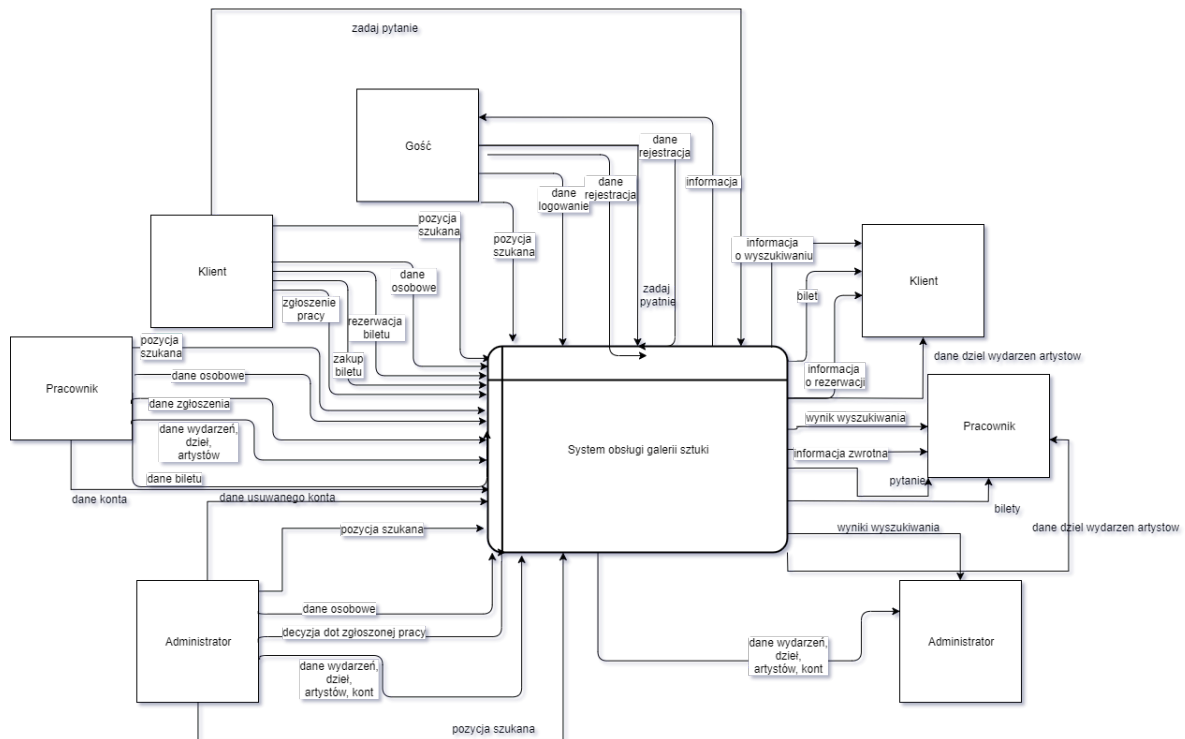 zadaj pytanie
Gość
dane
rejestracja
informacja
dane
rejestracja
dane
logowanie
pozycja
szukana
pozycja
szukana
Klient
dane
osobowe
zgłoszenie
pracy
rezerwacja
biletu
zakup
biletu
zadaj
pyatnie
informacja
o wyszukiwaniu
bilet
informacja
o rezerwacji
Klient
dane dziel wydarzen artystow
pozycja
szukana
Pracownik
dane osobowe
dane zgłoszenia
dane wydarzeń,
dzieł,
artystów
dane biletu
dane konta
dane usuwanego konta
System obsługi galerii sztuki
wynik wyszukiwania
Pracownik
informacja zwrotna
pytanie
bilety
dane dziel wydarzen artystow
pozycja szukana
wyniki wyszukiwania
Administrator
dane osobowe
decyzja dot zgłoszonej pracy
dane wydarzeń,
dzieł,
artystów, kont
dane wydarzeń,
dzieł,
artystów, kont
Administrator
pozycja szukana